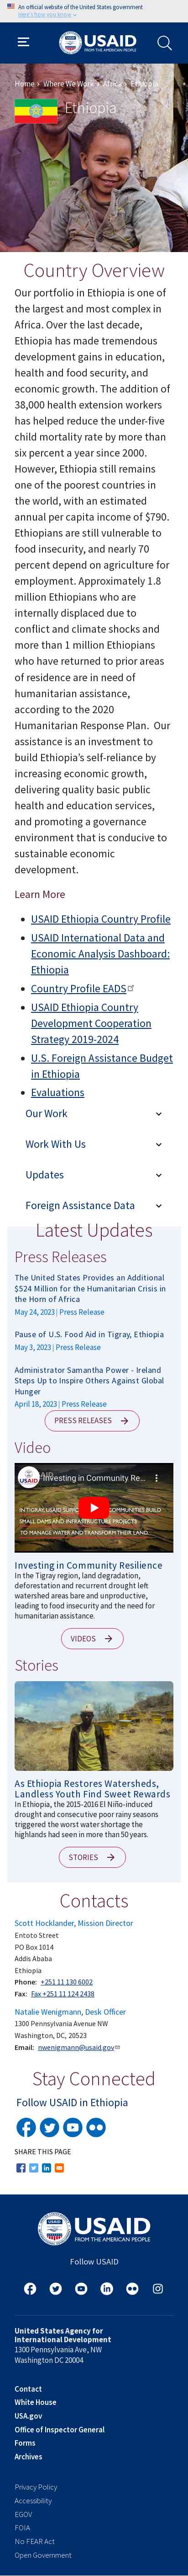 An official website of the United States government
Here's how you know
USAID
FROM THE AMERICAN PEOPLE
Home › Where We Work › Africa › Ethiopia
Ethiopia
Country Overview
Our portfolio in Ethiopia is one of
the largest and most complex in
Africa. Over the last decade,
Ethiopia has made tremendous
development gains in education,
health and food security, and
economic growth. The addition of
38,000 health extension workers
has helped reduce the under-five
child mortality rate by more than
six percent a year since 2000.
However, Ethiopia still remains
one of the poorest countries in
the world, with an estimated
annual per capita income of $790.
Ethiopians are still vulnerable to
food insecurity, and nearly 70
percent depend on agriculture for
employment. Approximately 1.8
million Ethiopians who are
internally displaced due to
conflict and climate shocks and
more than 1 million Ethiopians
who have returned to their areas
of residence are in need of
humanitarian assistance,
according to the 2020
Humanitarian Response Plan. Our
assistance is an investment to
build Ethiopia's self-reliance by
increasing economic growth,
delivering quality basic public
health and education services,
and promoting a governance
environment that is conducive to
sustainable economic
development.
Learn More
USAID Ethiopia Country Profile
USAID International Data and
Economic Analysis Dashboard:
Ethiopia
Country Profile EADS
USAID Ethiopia Country
Development Cooperation
Strategy 2019-2024
U.S. Foreign Assistance Budget
in Ethiopia
Evaluations
Our Work
Work With Us
Updates
Foreign Assistance Data
Latest Updates
Press Releases
The United States Provides an Additional
$524 Million for the Humanitarian Crisis in
the Horn of Africa
May 24, 2023 | Press Release
Pause of U.S. Food Aid in Tigray, Ethiopia
May 3, 2023 | Press Release
Administrator Samantha Power - Ireland
Steps Up to Inspire Others Against Global
Hunger
April 18, 2023 | Press Release
PRESS RELEASES
Video
Investing in Community Re...
IN TIGRAY USAID SUPPORTS COMMUNITIES BUILD
SMALL DAMS AND INFRASTRUCTURE PROJECTS
TO MANAGE WATER AND TRANSFORM THEIR LAND.
Investing in Community Resilience
In the Tigray region, land degradation,
deforestation and recurrent drought left
watershed areas bare and unproductive,
leading to food insecurity and the need for
humanitarian assistance.
VIDEOS
Stories
As Ethiopia Restores Watersheds,
Landless Youth Find Sweet Rewards
In Ethiopia, the 2015-2016 El Niño-induced
drought and consecutive poor rainy seasons
triggered the worst water shortage the
highlands had seen in more than 50 years.
STORIES
Contacts
Scott Hocklander, Mission Director
Entoto Street
PO Box 1014
Addis Ababa
Ethiopia
Phone: +251 11 130 6002
Fax: Fax +251 11 124 2438
Natalie Wenigmann, Desk Officer
1300 Pennsylvania Avenue NW
Washington, DC, 20523
Email: nwenigmann@usaid.gov
Stay Connected
Follow USAID in Ethiopia
SHARE THIS PAGE
USAID
FROM THE AMERICAN PEOPLE
Follow USAID
United States Agency for
International Development
1300 Pennsylvania Ave, NW
Washington DC 20004
Contact
White House
USA.gov
Office of Inspector General
Forms
Archives
Privacy Policy
Accessibility
EGOV
FOIA
No FEAR Act
Open Government